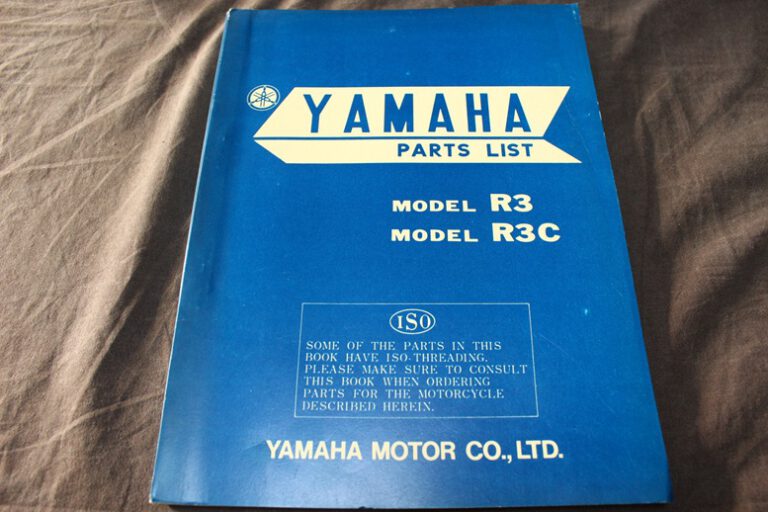 YAMAHA
PARTS LIST
MODEL R3
MODEL R3C
ISO
SOME OF THE PARTS IN THIS
BOOK HAVE ISO-THREADING.
PLEASE MAKE SURE TO CONSULT
THIS BOOK WHEN ORDERING
PARTS FOR THE MOTORCYCLE
DESCRIBED HEREIN.
YAMAHA MOTOR CO., LTD.